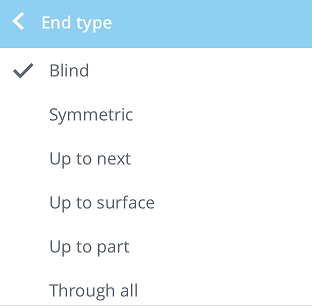 End type
Blind
Symmetric
Up to next
Up to surface
Up to part
Through all